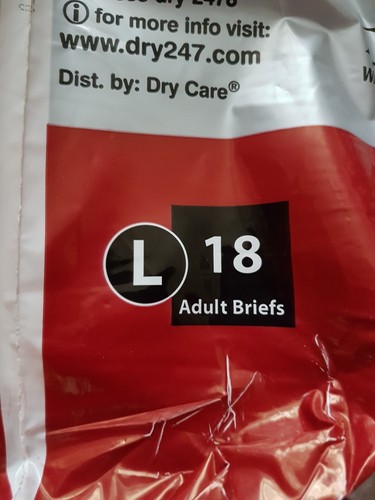 for more info visit:
www.dry247.com
Dist. by: Dry Care®
L 18
Adult Briefs